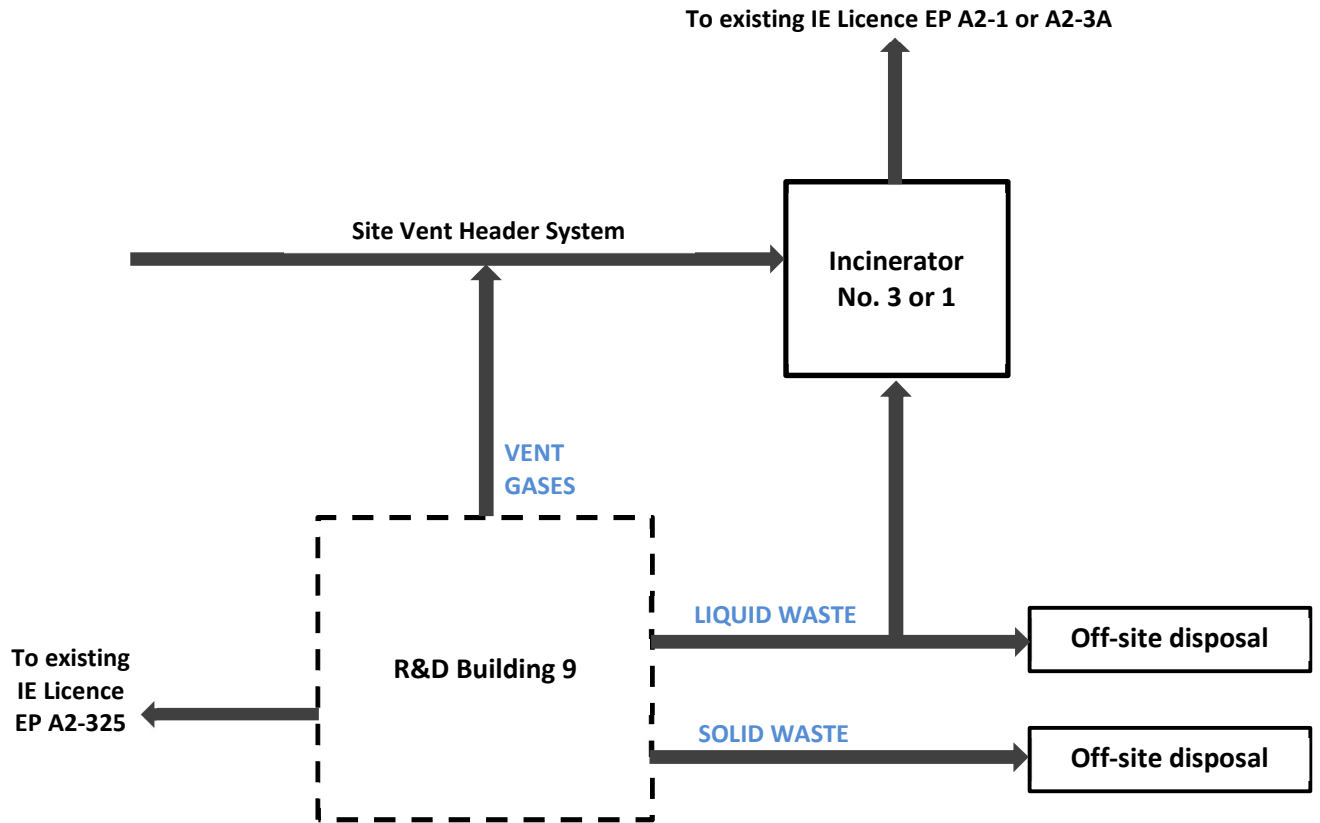 To existing IE Licence EP A2-1 or A2-3A
Site Vent Header System
Incinerator
No. 3 or 1
VENT
GASES
LIQUID WASTE
Off-site disposal
To existing
IE Licence
EP A2-325
R&D Building 9
SOLID WASTE
Off-site disposal